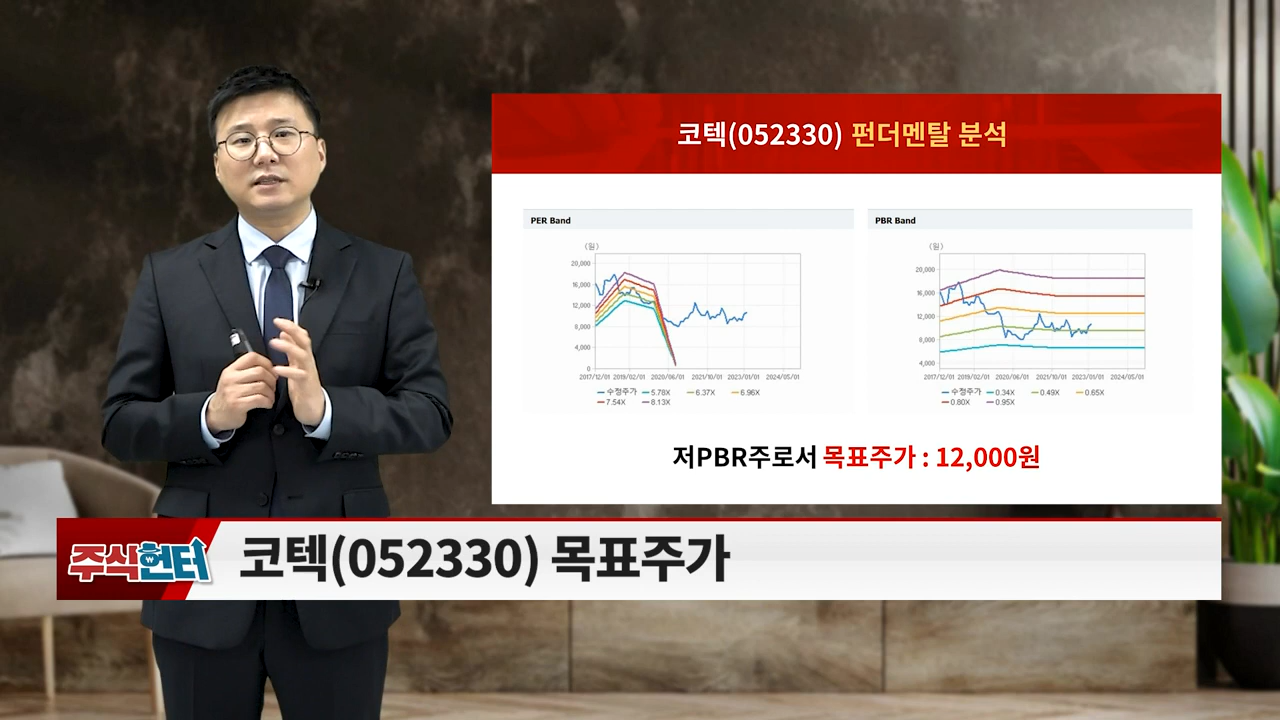 코텍(052330) 펀더멘탈 분석
PER Band
(원)
20,000
16,000
12,000
8,000
4,000
0
2017/12/01 2019/02/01 2020/06/01 2021/10/01 2023/01/01 2024/05/01
수정주가 5.78X 6.37X 6.96X
7.54X 8.13X
PBR Band
(원)
20,000
16,000
12,000
8,000
4,000
2017/12/01 2019/02/01 2020/06/01 2021/10/01 2023/01/01 2024/05/01
수정주가 0.34X 0.49X 0.65X
0.80X 0.95X
저PBR주로서 목표주가 : 12,000원
주식헌터
코텍(052330) 목표주가